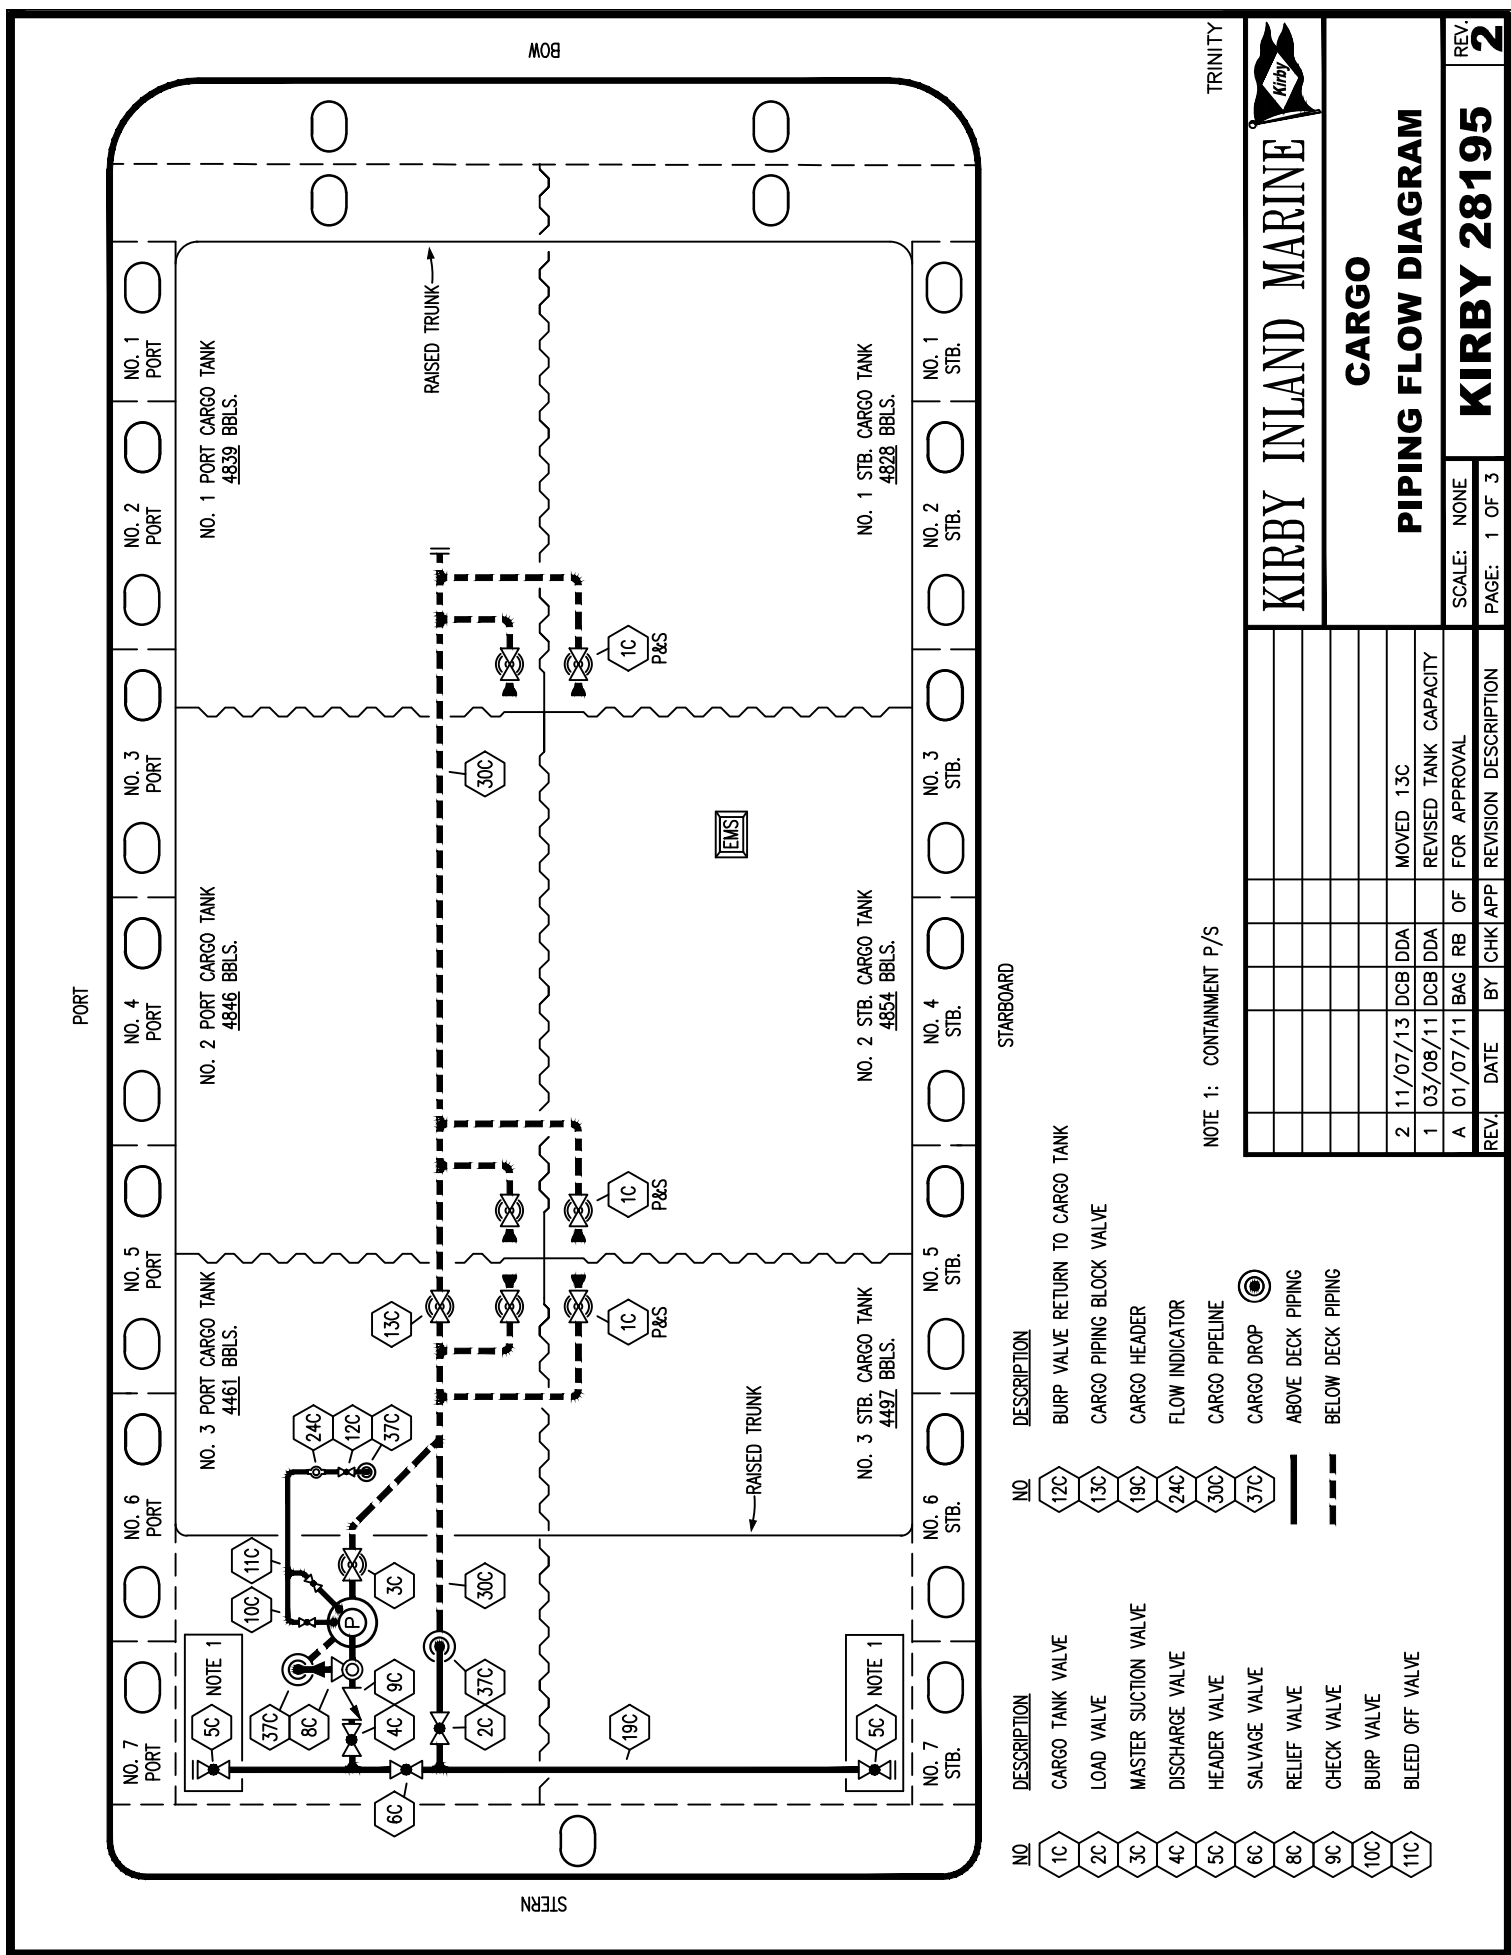 PORT
STERN
BOW
NO. 7
PORT
NO. 6
PORT
NO. 5
PORT
NO. 4
PORT
NO. 3
PORT
NO. 2
PORT
NO. 1
PORT
NO. 3 PORT CARGO TANK
4461 BBLS.
NO. 2 PORT CARGO TANK
4846 BBLS.
NO. 1 PORT CARGO TANK
4839 BBLS.
5C NOTE 1
10C
11C
24C
12C
37C
37C
8C
9C
4C
3C
13C
6C
2C
37C
30C
30C
RAISED TRUNK
1C
P&S
1C
P&S
1C
P&S
19C
EMS
RAISED TRUNK
5C NOTE 1
NO. 3 STB. CARGO TANK
4497 BBLS.
NO. 2 STB. CARGO TANK
4854 BBLS.
NO. 1 STB. CARGO TANK
4828 BBLS.
NO. 7
STB.
NO. 6
STB.
NO. 5
STB.
NO. 4
STB.
NO. 3
STB.
NO. 2
STB.
NO. 1
STB.
STARBOARD
NO DESCRIPTION
1C CARGO TANK VALVE
2C LOAD VALVE
3C MASTER SUCTION VALVE
4C DISCHARGE VALVE
5C HEADER VALVE
6C SALVAGE VALVE
8C RELIEF VALVE
9C CHECK VALVE
10C BURP VALVE
11C BLEED OFF VALVE
NO DESCRIPTION
12C BURP VALVE RETURN TO CARGO TANK
13C CARGO PIPING BLOCK VALVE
19C CARGO HEADER
24C FLOW INDICATOR
30C CARGO PIPELINE
37C CARGO DROP
ABOVE DECK PIPING
BELOW DECK PIPING
NOTE 1: CONTAINMENT P/S
TRINITY
2 11/07/13 DCB DDA MOVED 13C
1 03/08/11 DCB DDA REVISED TANK CAPACITY
A 01/07/11 BAG RB OF FOR APPROVAL
REV. DATE BY CHK APP REVISION DESCRIPTION
KIRBY INLAND MARINE
Kirby
CARGO
PIPING FLOW DIAGRAM
SCALE: NONE
PAGE: 1 OF 3
KIRBY 28195
REV.
2
P